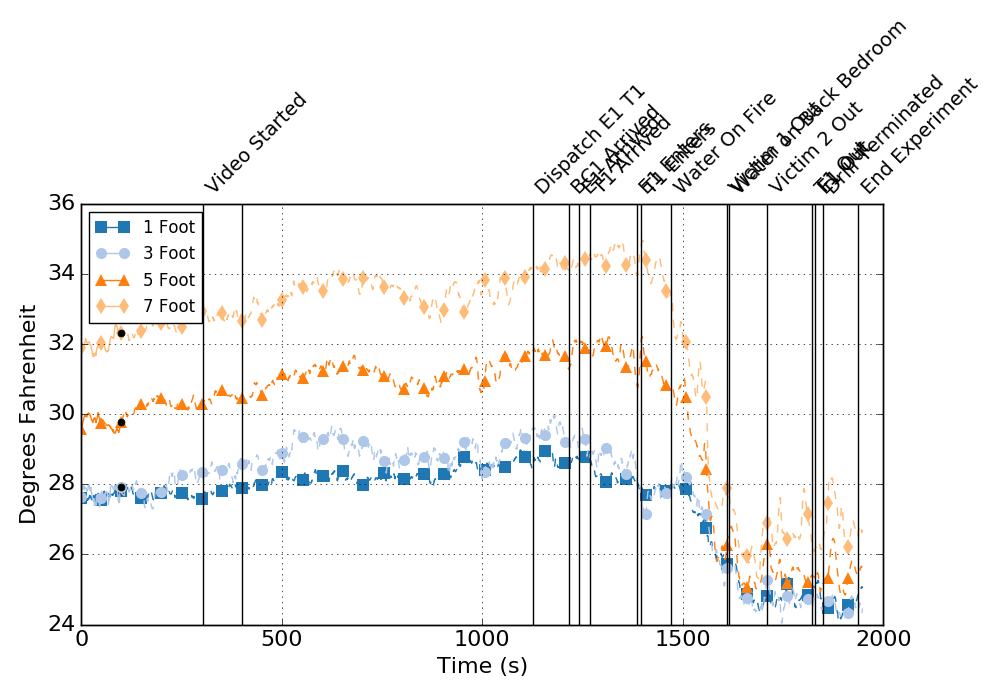 Video Started
Dispatch E1 T1
BC1 Arrived
E1 Arrived
T1 Arrived
E1 Enters
T1 Enters
Water On Fire
Victim 1 Out
Water on Back Bedroom
Victim 2 Out
T1 Out
E1 Out
Drill Terminated
End Experiment
36
34
32
30
28
26
24
Degrees Fahrenheit
1 Foot
3 Foot
5 Foot
7 Foot
0
500
1000
1500
2000
Time (s)